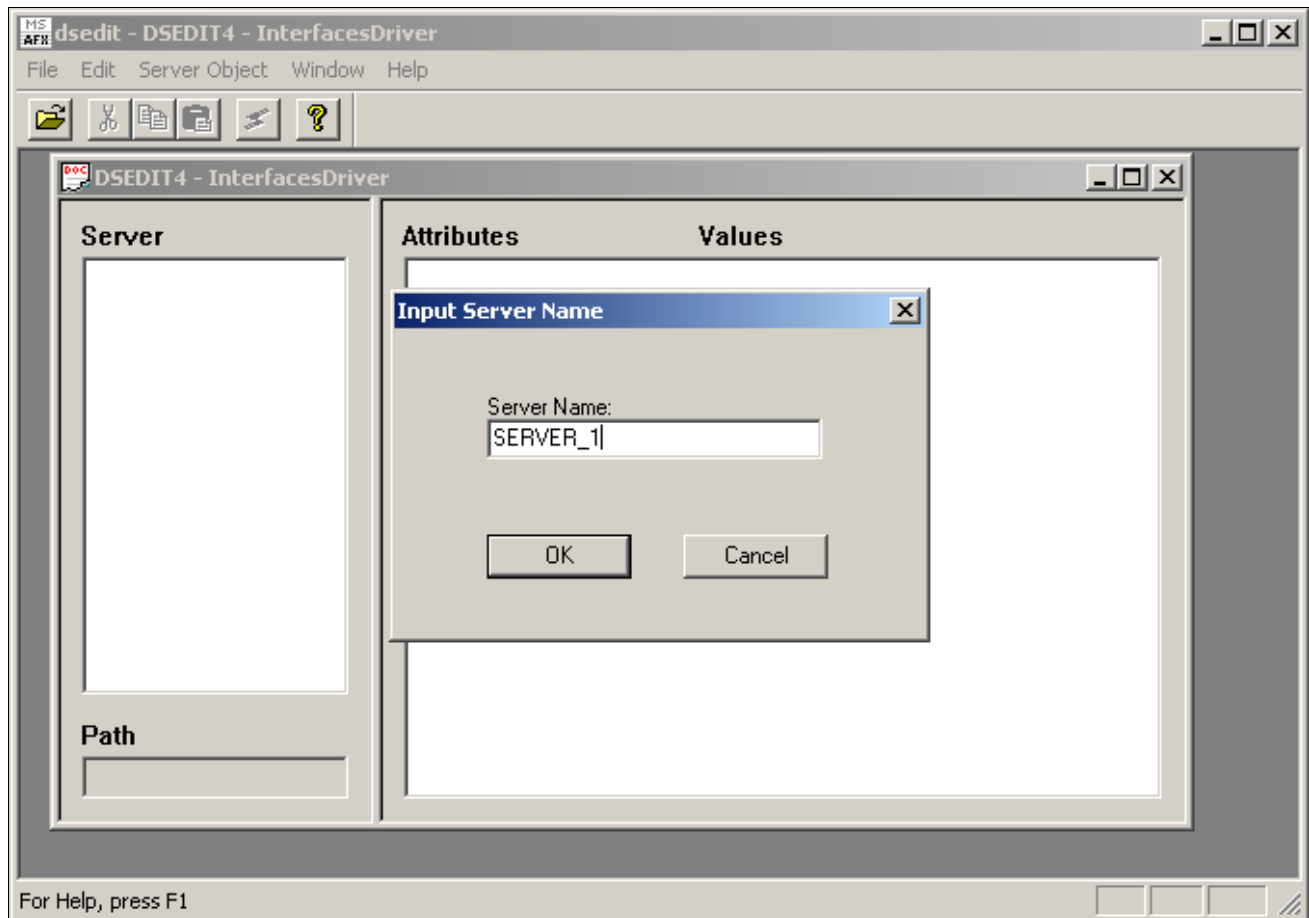 MS
AFX
dsedit - DSEDIT4 - InterfacesDriver
File Edit Server Object Window Help
?
DOC
DSEDIT4 - InterfacesDriver
Server
Attributes Values
Input Server Name
Server Name:
SERVER_1
OK Cancel
Path
For Help, press F1